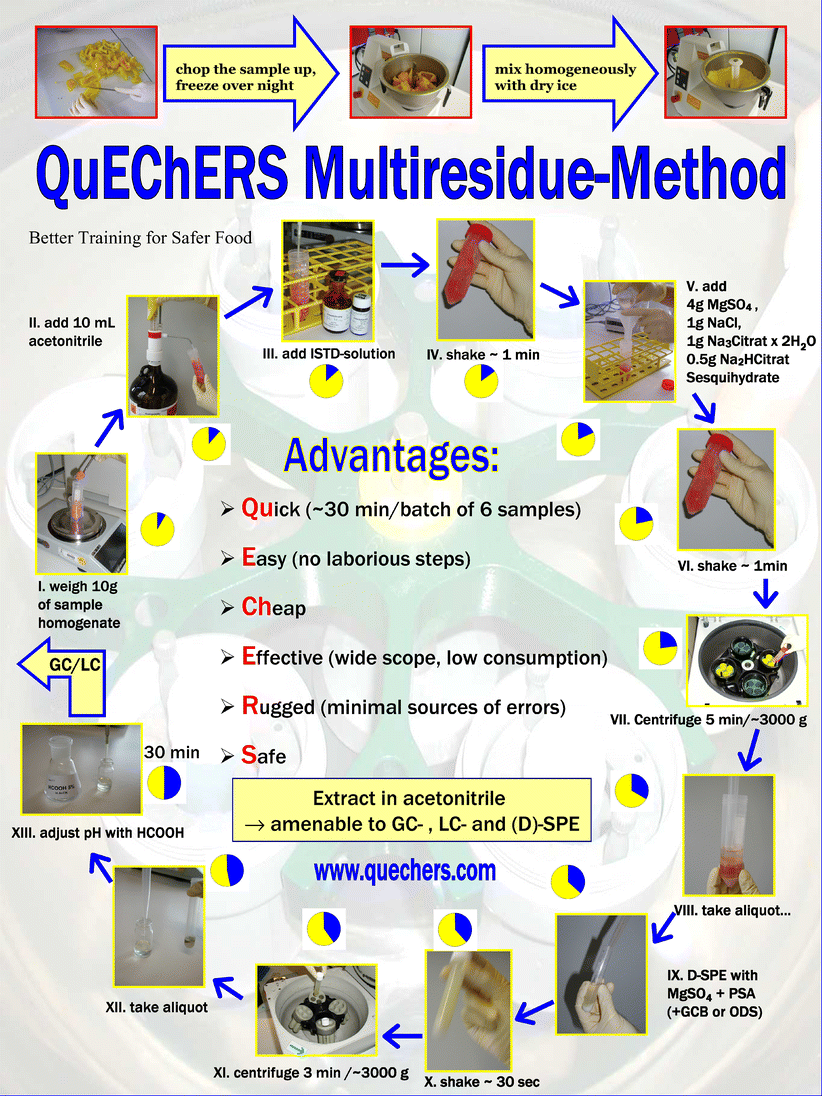 chop the sample up,
freeze over night
mix homogeneously
with dry ice
QuEChERS Multiresidue-Method
Better Training for Safer Food
II. add 10 mL
acetonitrile
III. add ISTD-solution
IV. shake ~ 1 min
V. add
4g MgSO₄ ,
1g NaCl,
1g Na₃Citrat x 2H₂O
0.5g Na₂HCitrat
Sesquihydrate
Advantages:
➢ Quick (~30 min/batch of 6 samples)
➢ Easy (no laborious steps)
➢ Cheap
➢ Effective (wide scope, low consumption)
➢ Rugged (minimal sources of errors)
➢ Safe
I. weigh 10g
of sample
homogenate
VI. shake ~ 1min
GC/LC
VII. Centrifuge 5 min/~3000 g
30 min
HCOOH 5%
XIII. adjust pH with HCOOH
Extract in acetonitrile
→ amenable to GC- , LC- and (D)-SPE
www.quechers.com
VIII. take aliquot...
IX. D-SPE with
MgSO₄ + PSA
(+GCB or ODS)
XII. take aliquot
XI. centrifuge 3 min /~3000 g
X. shake ~ 30 sec